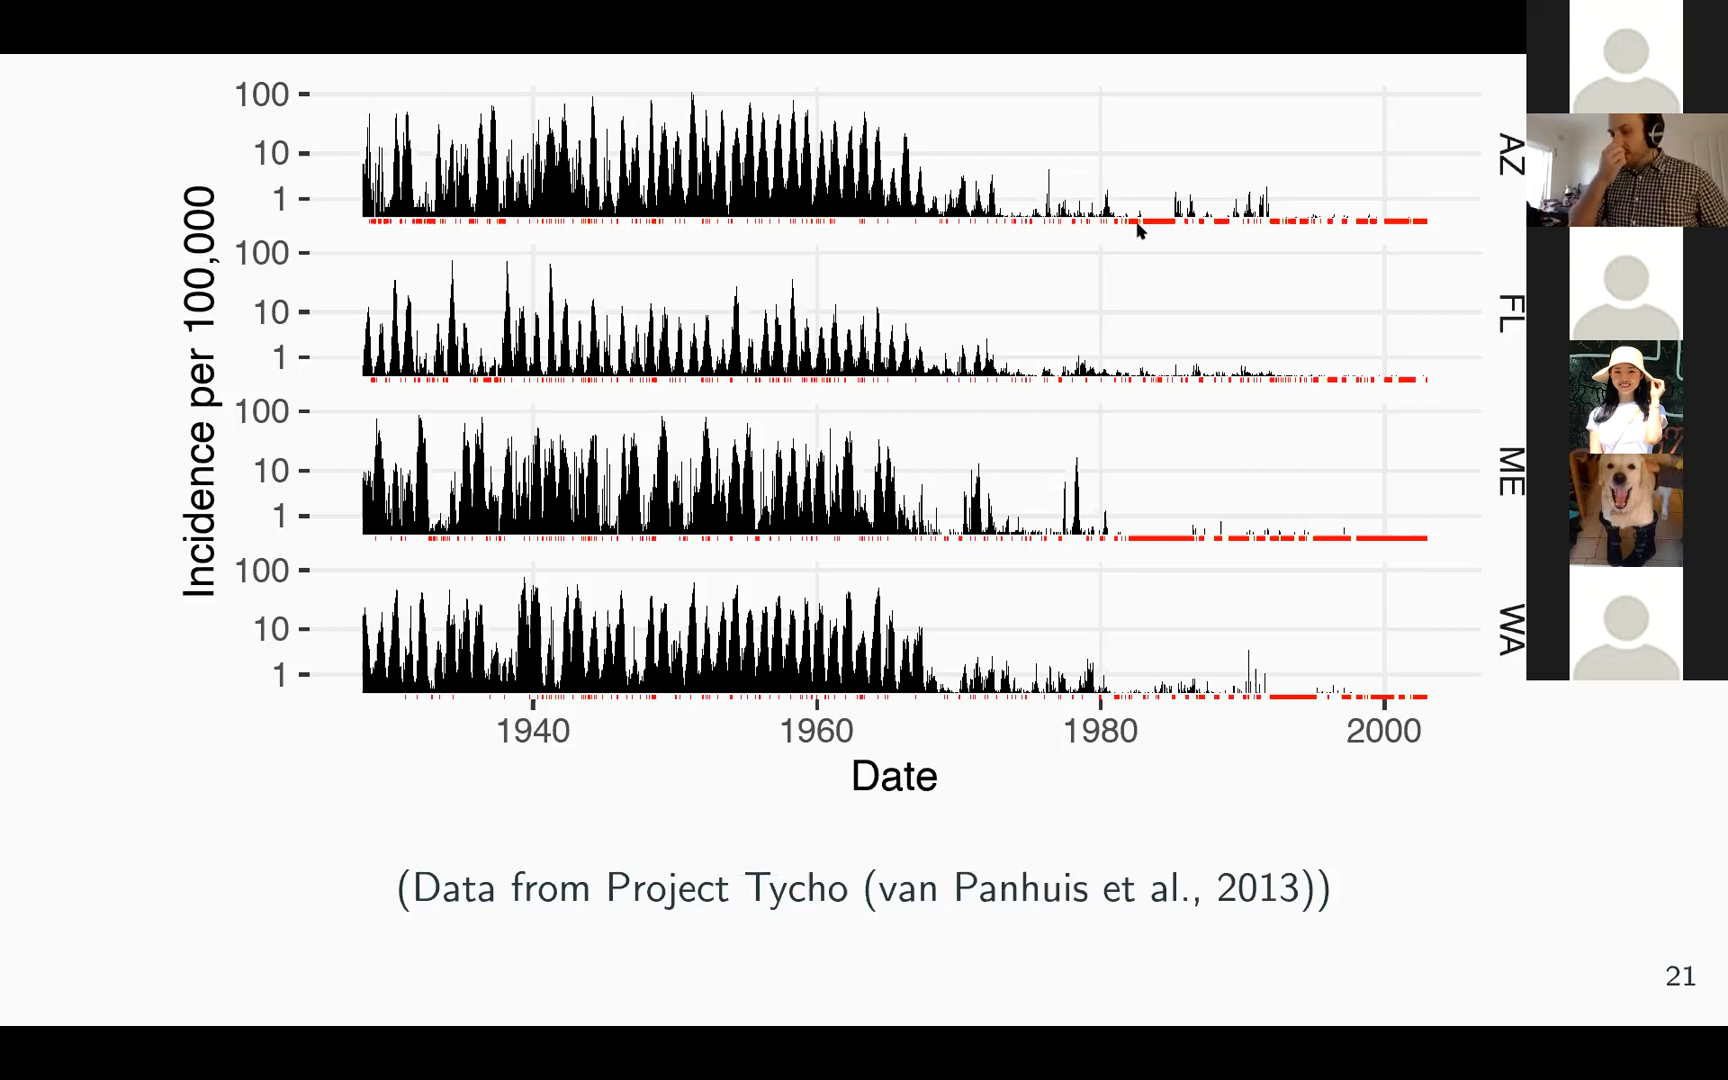 Incidence per 100,000
100
10
1
AZ
100
10
1
FL
100
10
1
ME
100
10
1
WA
1940 1960 1980 2000
Date
(Data from Project Tycho (van Panhuis et al., 2013))
21